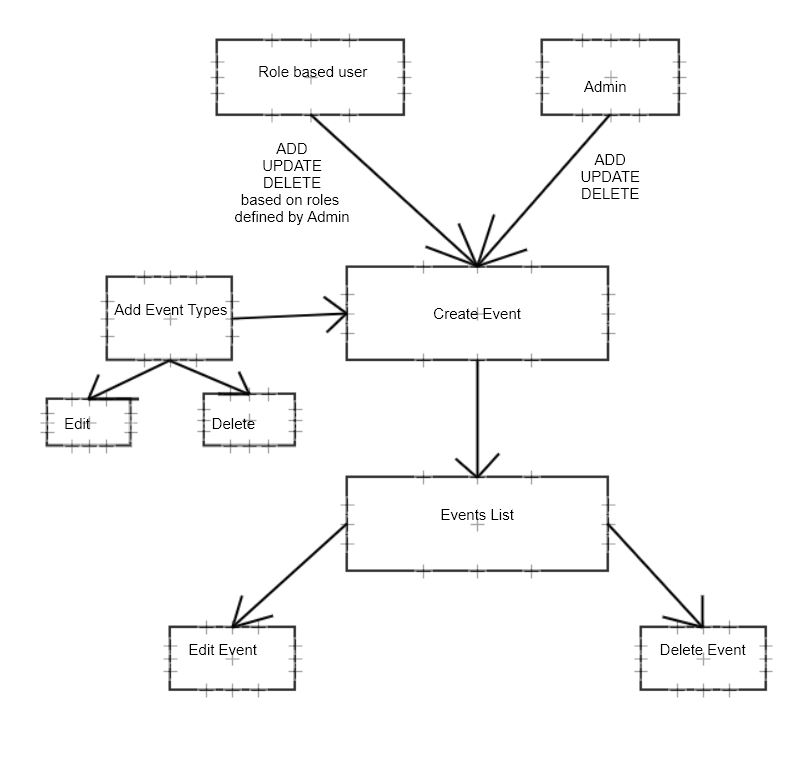 Role based user
Admin
ADD
UPDATE
DELETE
based on roles
defined by Admin
ADD
UPDATE
DELETE
Add Event Types
Create Event
Edit
Delete
Events List
Edit Event
Delete Event